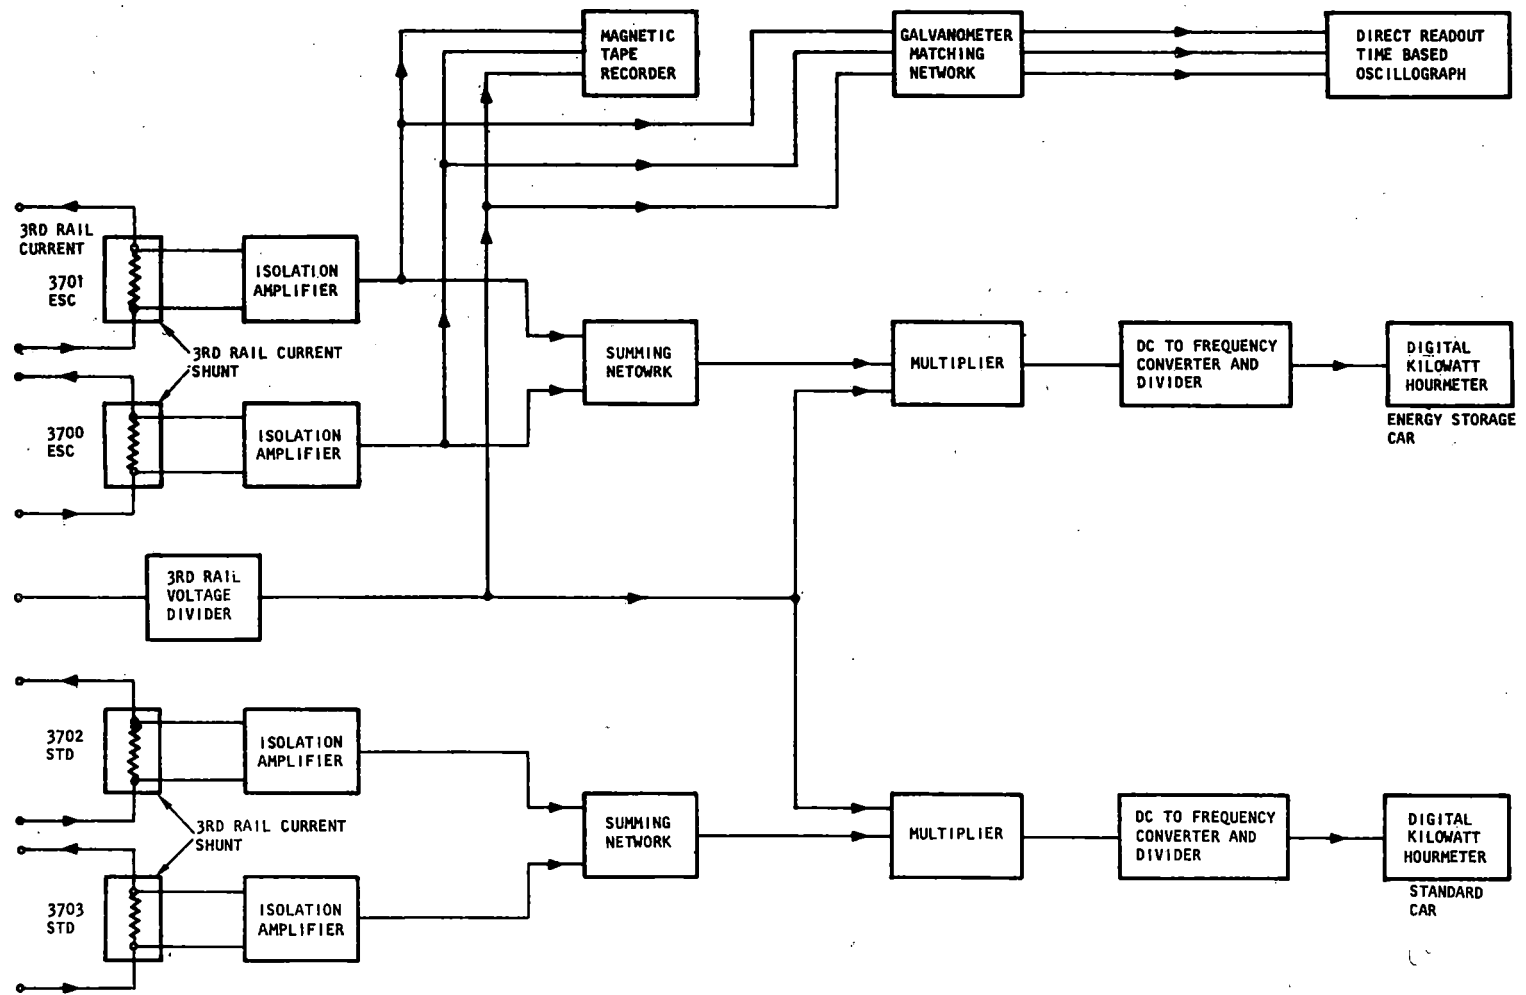 MAGNETIC
TAPE
RECORDER
GALVANOMETER
MATCHING
NETWORK
DIRECT READOUT
TIME BASED
OSCILLOGRAPH
3RD RAIL
CURRENT
3701
ESC
ISOLATION
AMPLIFIER
3RD RAIL CURRENT
SHUNT
SUMMING
NETOWRK
MULTIPLIER
DC TO FREQUENCY
CONVERTER AND
DIVIDER
DIGITAL
KILOWATT
HOURMETER
ENERGY STORAGE
CAR
3700
ESC
ISOLATION
AMPLIFIER
3RD RAIL
VOLTAGE
DIVIDER
3702
STD
ISOLATION
AMPLIFIER
3RD RAIL CURRENT
SHUNT
SUMMING
NETWORK
MULTIPLIER
DC TO FREQUENCY
CONVERTER AND
DIVIDER
DIGITAL
KILOWATT
HOURMETER
STANDARD
CAR
3703
STD
ISOLATION
AMPLIFIER